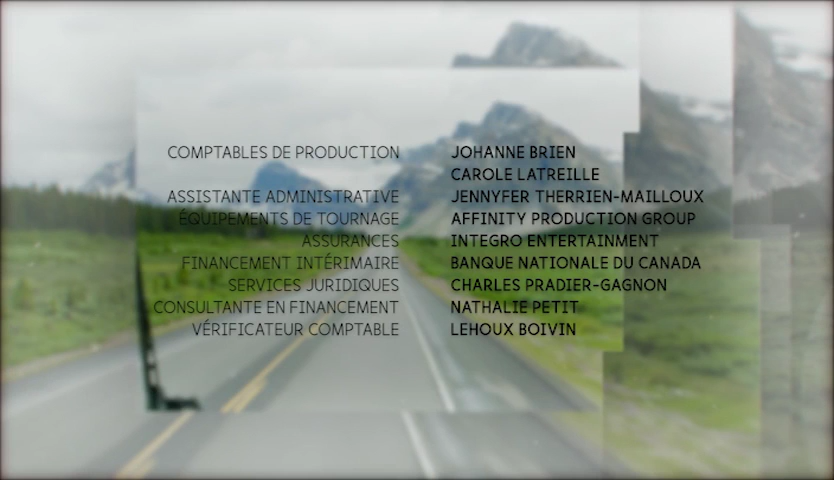 COMPTABLES DE PRODUCTION JOHANNE BRIEN
CAROLE LATREILLE
ASSISTANTE ADMINISTRATIVE JENNYFER THERRIEN-MAILLOUX
ÉQUIPEMENTS DE TOURNAGE AFFINITY PRODUCTION GROUP
ASSURANCES INTEGRO ENTERTAINMENT
FINANCEMENT INTÉRIMAIRE BANQUE NATIONALE DU CANADA
SERVICES JURIDIQUES CHARLES PRADIER-GAGNON
CONSULTANTE EN FINANCEMENT NATHALIE PETIT
VÉRIFICATEUR COMPTABLE LEHOUX BOIVIN